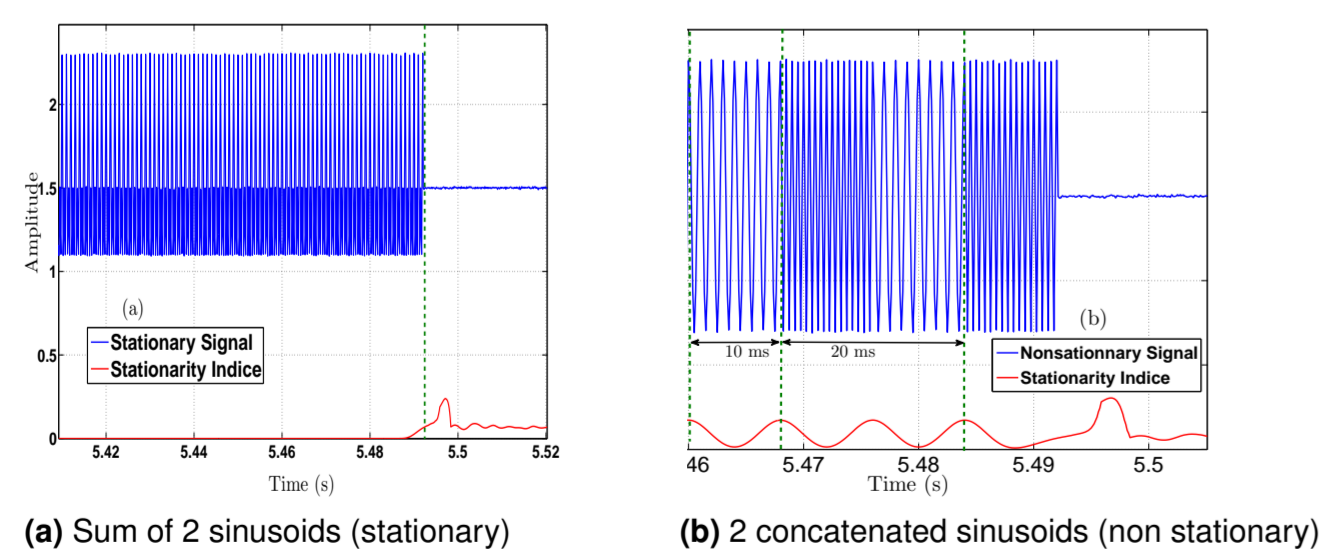 2
1.5
1
0.5
0
Amplitude
(a)
Stationary Signal
Stationarity Indice
5.42 5.44 5.46 5.48 5.5 5.52
Time (s)
(a) Sum of 2 sinusoids (stationary)
10 ms 20 ms
(b)
Nonsationnary Signal
Stationarity Indice
46 5.47 5.48 5.49 5.5
Time (s)
(b) 2 concatenated sinusoids (non stationary)